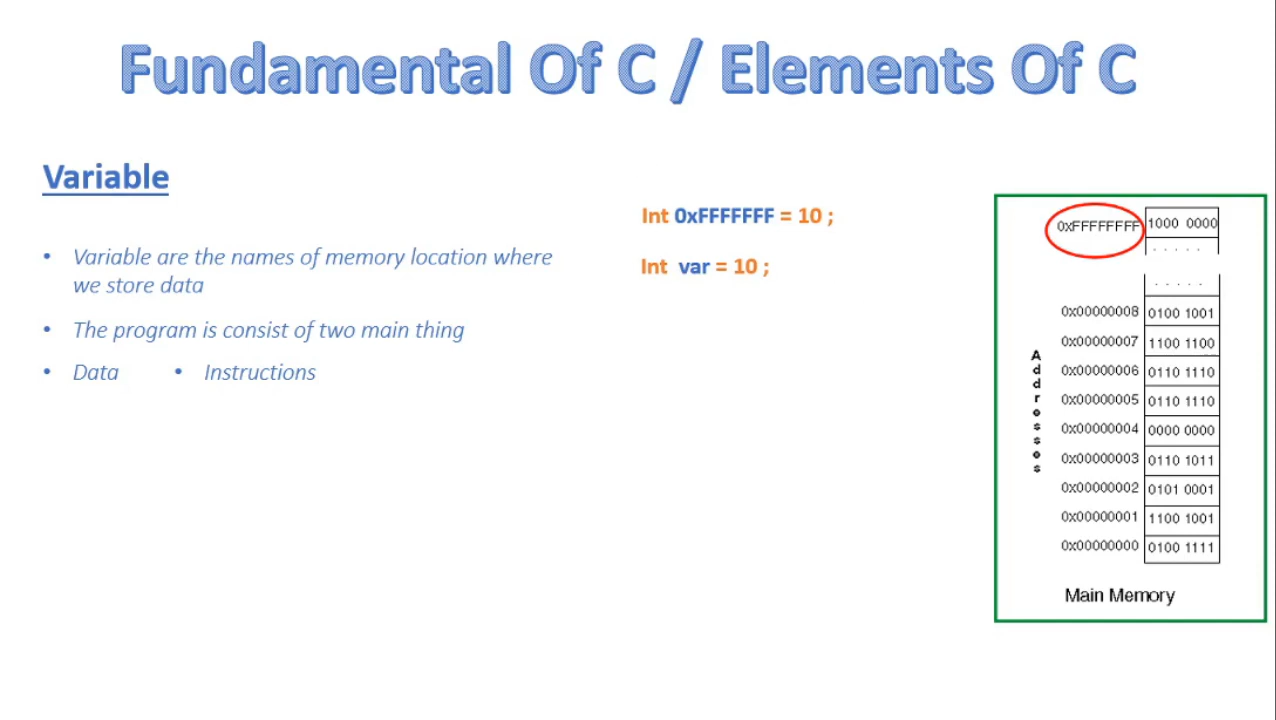 Fundamental Of C / Elements Of C
Variable
• Variable are the names of memory location where
we store data
• The program is consist of two main thing
• Data • Instructions
Int 0xFFFFFFF = 10 ;
Int var = 10 ;
Addresses
0xFFFFFFFF 1000 0000
. . . . .
. . . . .
0x00000008 0100 1001
0x00000007 1100 1100
0x00000006 0110 1110
0x00000005 0110 1110
0x00000004 0000 0000
0x00000003 0110 1011
0x00000002 0101 0001
0x00000001 1100 1001
0x00000000 0100 1111
Main Memory